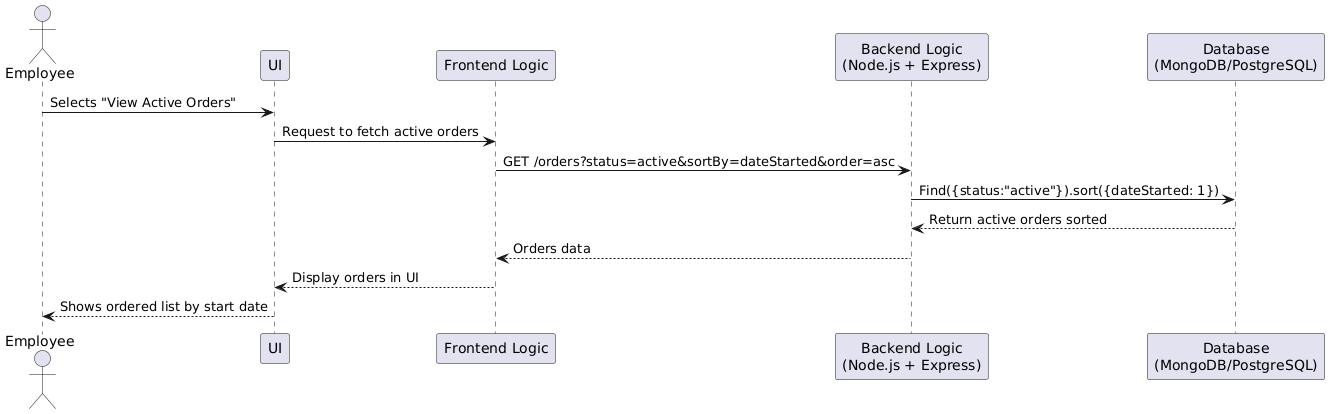 Employee
UI
Frontend Logic
Backend Logic
(Node.js + Express)
Database
(MongoDB/PostgreSQL)
Selects "View Active Orders"
Request to fetch active orders
GET /orders?status=active&sortBy=dateStarted&order=asc
Find({status:"active"}).sort({dateStarted: 1})
Return active orders sorted
Orders data
Display orders in UI
Shows ordered list by start date
Employee
UI
Frontend Logic
Backend Logic
(Node.js + Express)
Database
(MongoDB/PostgreSQL)